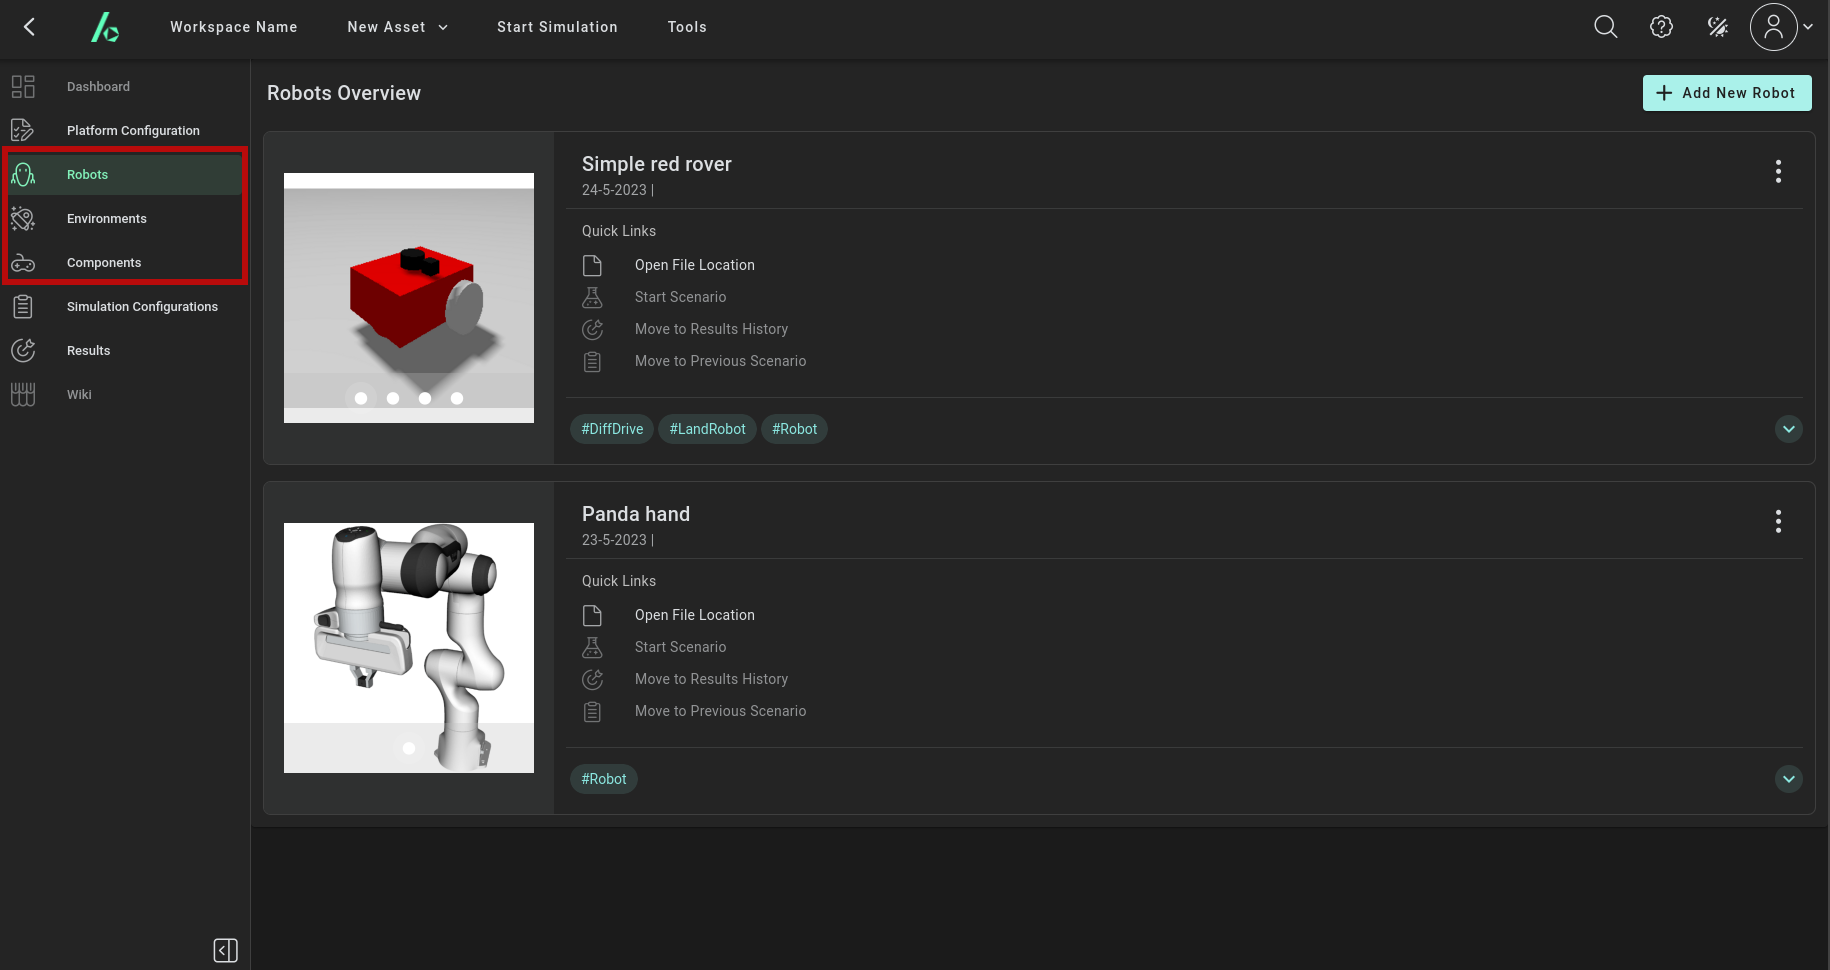 Workspace Name
New Asset
Start Simulation
Tools
Dashboard
Platform Configuration
Robots
Environments
Components
Simulation Configurations
Results
Wiki
Robots Overview
Add New Robot
Simple red rover
24-5-2023 |
Quick Links
Open File Location
Start Scenario
Move to Results History
Move to Previous Scenario
#DiffDrive #LandRobot #Robot
Panda hand
23-5-2023 |
Quick Links
Open File Location
Start Scenario
Move to Results History
Move to Previous Scenario
#Robot